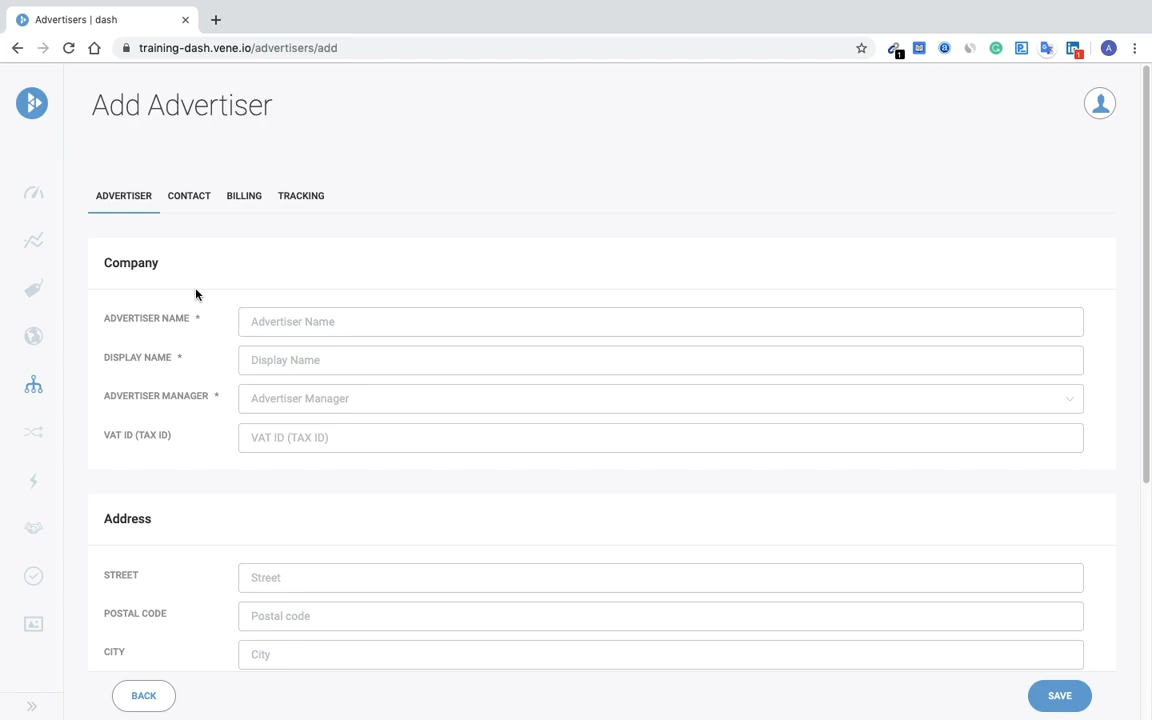 Advertisers | dash
training-dash.vene.io/advertisers/add
1
1
A
Add Advertiser
ADVERTISER CONTACT BILLING TRACKING
Company
ADVERTISER NAME * Advertiser Name
DISPLAY NAME * Display Name
ADVERTISER MANAGER * Advertiser Manager
VAT ID (TAX ID) VAT ID (TAX ID)
Address
STREET Street
POSTAL CODE Postal code
CITY City
BACK SAVE